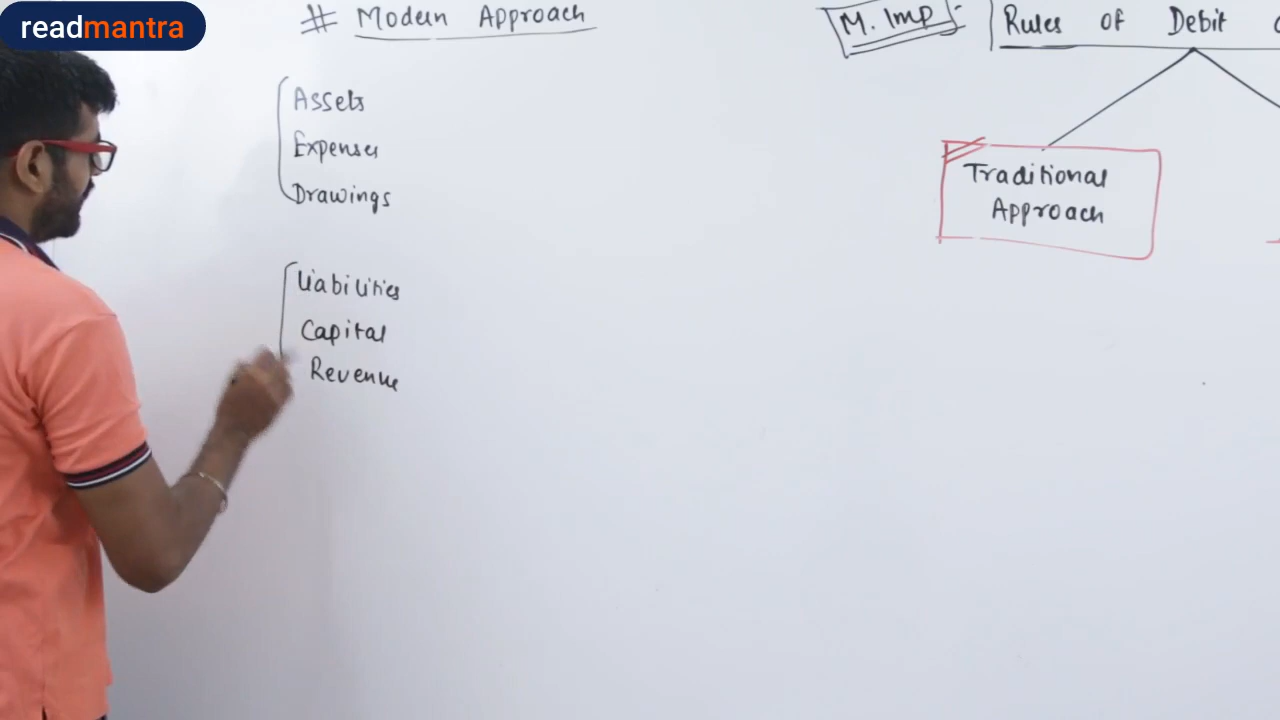 readmantra
# Modern Approach
Assets
Expenses
Drawings
Liabilities
Capital
Revenue
M. Imp
Rules of Debit
Traditional
Approach